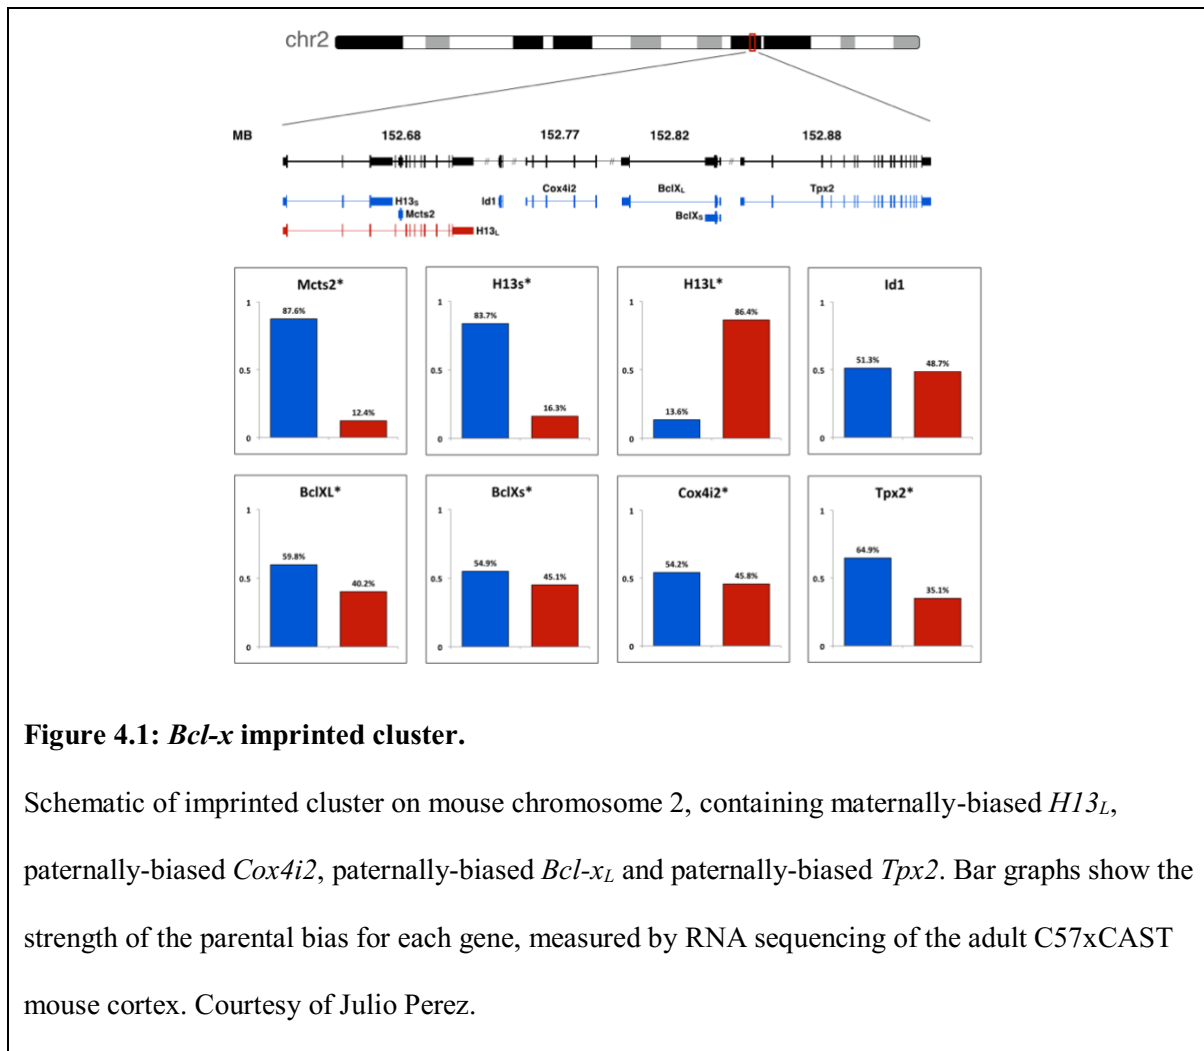 chr2
MB 152.68 152.77 152.82 152.88
Cox4i2 BclXL Tpx2
H13S Id1
Mcts2 BclXS
H13L
Mcts2* H13s* H13L* Id1
1 87.6% 1 83.7% 1 86.4% 1
0.5 0.5 0.5 0.5 51.3% 48.7%
12.4% 16.3% 13.6%
0 0 0 0
BclXL* BclXs* Cox4i2* Tpx2*
1 1 1 1
59.8% 54.9% 54.2% 64.9%
0.5 40.2% 0.5 45.1% 0.5 45.8% 0.5 35.1%
0 0 0 0
Figure 4.1: Bcl-x imprinted cluster.
Schematic of imprinted cluster on mouse chromosome 2, containing maternally-biased H13L,
paternally-biased Cox4i2, paternally-biased Bcl-xL and paternally-biased Tpx2. Bar graphs show the
strength of the parental bias for each gene, measured by RNA sequencing of the adult C57xCAST
mouse cortex. Courtesy of Julio Perez.